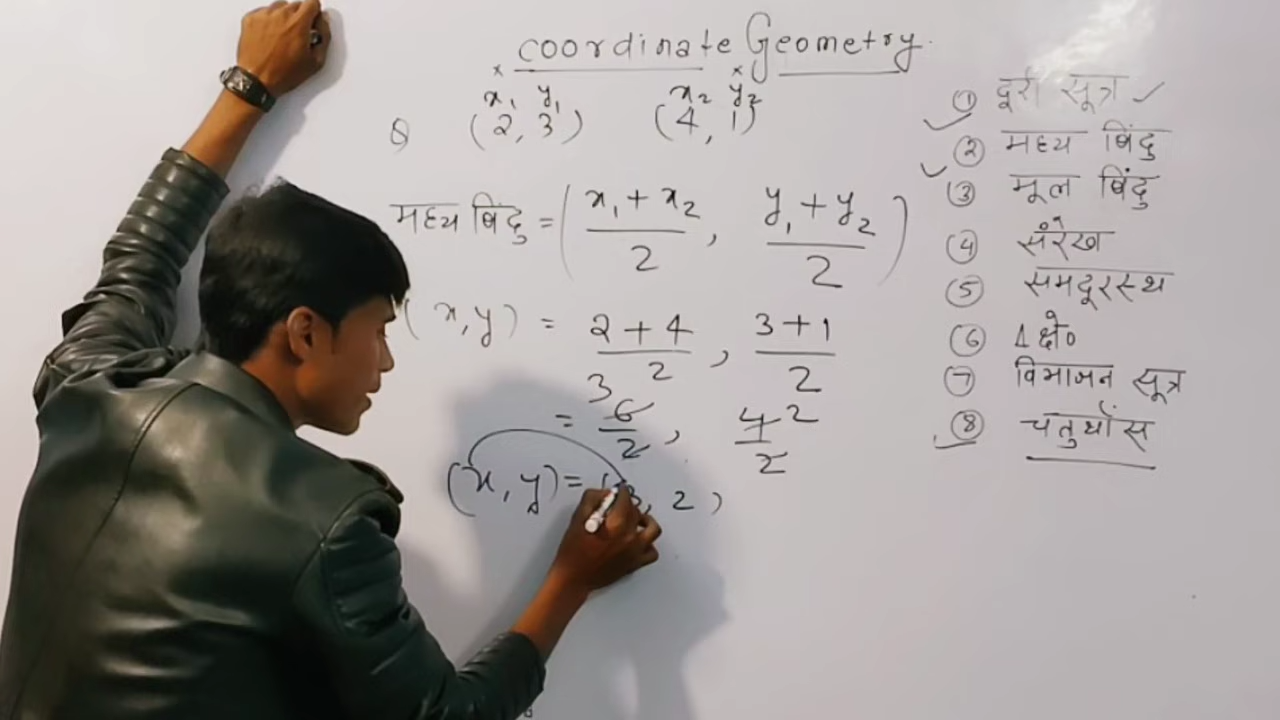 coordinate Geometry.
x₁ y₁ x₂ y₂
Q (2, 3) (4, 1)
मध्य बिंदु = ( x₁ + x₂ / 2 , y₁ + y₂ / 2 )
( x, y ) = 2 + 4 / 2 , 3 + 1 / 2
3 2
= 6 / 2 , 4 / 2
(x, y) = (3, 2)
① दूरी सूत्र ✓
② मध्य बिंदु
③ मूल बिंदु
④ संरेख
⑤ समदूरस्थ
⑥ Δ क्षे०
⑦ विभाजन सूत्र
⑧ चतुर्थांस